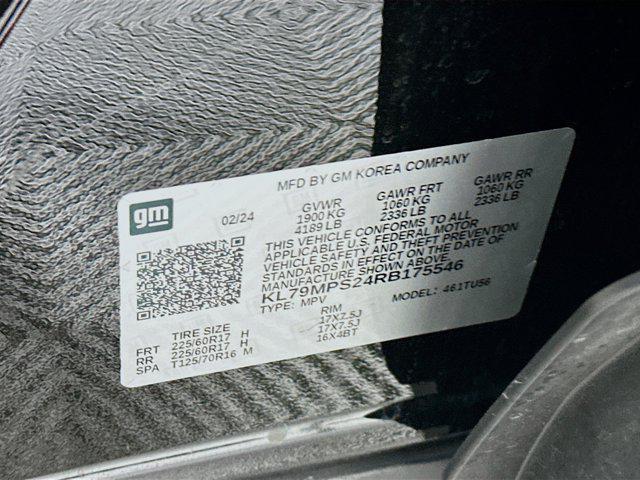 MFD BY GM KOREA COMPANY
gm
02/24
GVWR GAWR FRT GAWR RR
1900 KG 1060 KG 1060 KG
4189 LB 2336 LB 2336 LB
THIS VEHICLE CONFORMS TO ALL
APPLICABLE U.S. FEDERAL MOTOR
VEHICLE SAFETY AND THEFT PREVENTION
STANDARDS IN EFFECT ON THE DATE OF
MANUFACTURE SHOWN ABOVE.
KL79MPS24RB175546
TYPE: MPV MODEL: 461TU56
TIRE SIZE RIM
FRT 225/60R17 H 17X7.5J
RR 225/60R17 H 17X7.5J
SPA T125/70R16 M 16X4BT